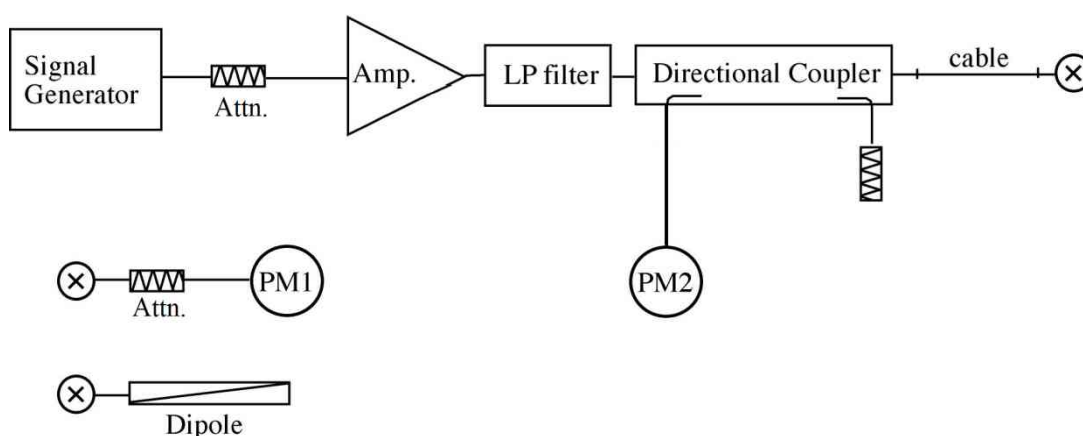 Signal
Generator
Attn.
Amp.
LP filter
Directional Coupler
cable
Attn.
PM1
PM2
Dipole